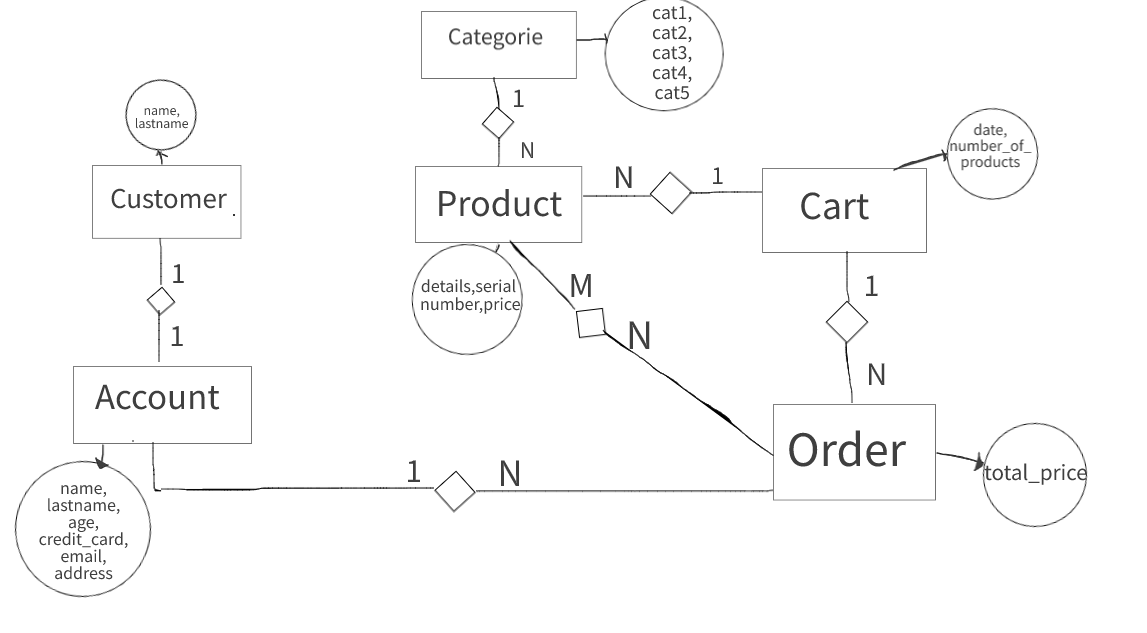 Categorie
cat1,
cat2,
cat3,
cat4,
cat5
1
N
name,
lastname
Customer
.
Product
N
1
Cart
date,
number_of_
products
details,serial
number,price
1
1
M
N
1
N
Account
Order
total_price
1
N
name,
lastname,
age,
credit_card,
email,
address